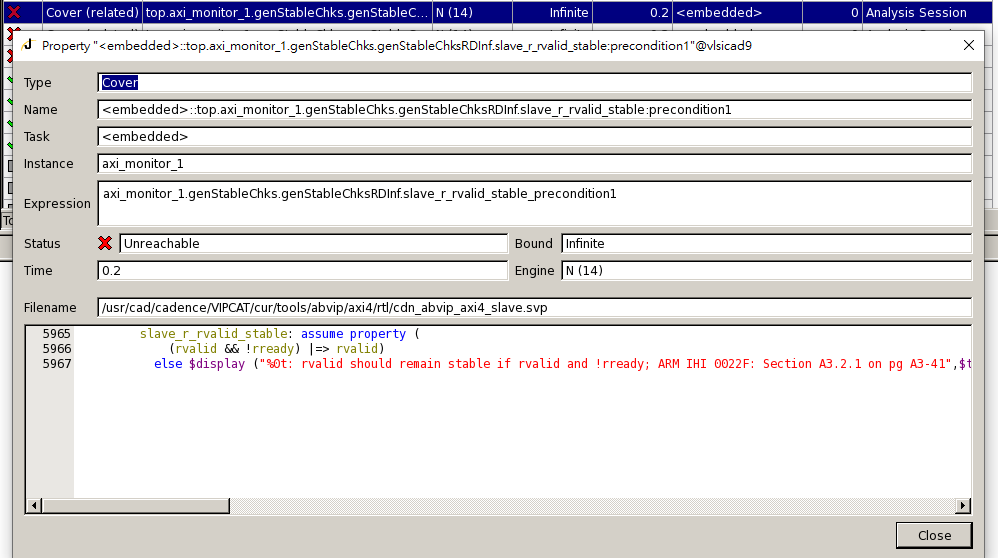 Cover (related) top.axi_monitor_1.genStableChks.genStableC... N (14) Infinite 0.2 <embedded> 0 Analysis Session
Property "<embedded>::top.axi_monitor_1.genStableChks.genStableChksRDInf.slave_r_rvalid_stable:precondition1"@vlsicad9
Type Cover
Name <embedded>::top.axi_monitor_1.genStableChks.genStableChksRDInf.slave_r_rvalid_stable:precondition1
Task <embedded>
Instance axi_monitor_1
Expression axi_monitor_1.genStableChks.genStableChksRDInf.slave_r_rvalid_stable_precondition1
Status Unreachable Bound Infinite
Time 0.2 Engine N (14)
Filename /usr/cad/cadence/VIPCAT/cur/tools/abvip/axi4/rtl/cdn_abvip_axi4_slave.svp
5965 slave_r_rvalid_stable: assume property (
5966 (rvalid && !rready) |=> rvalid)
5967 else $display ("%0t: rvalid should remain stable if rvalid and !rready; ARM IHI 0022F: Section A3.2.1 on pg A3-41",$t
Close